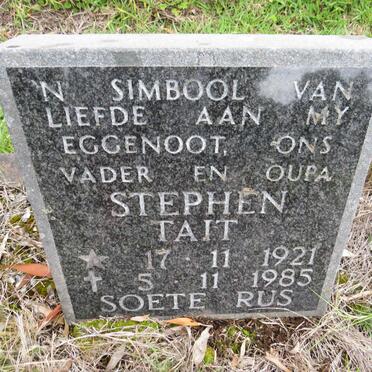 'N SIMBOOL VAN
LIEFDE AAN MY
EGGENOOT, ONS
VADER EN OUPA
STEPHEN
TAIT
★ 17 · 11 1921
✝ 5 · 11 1985
SOETE RUS